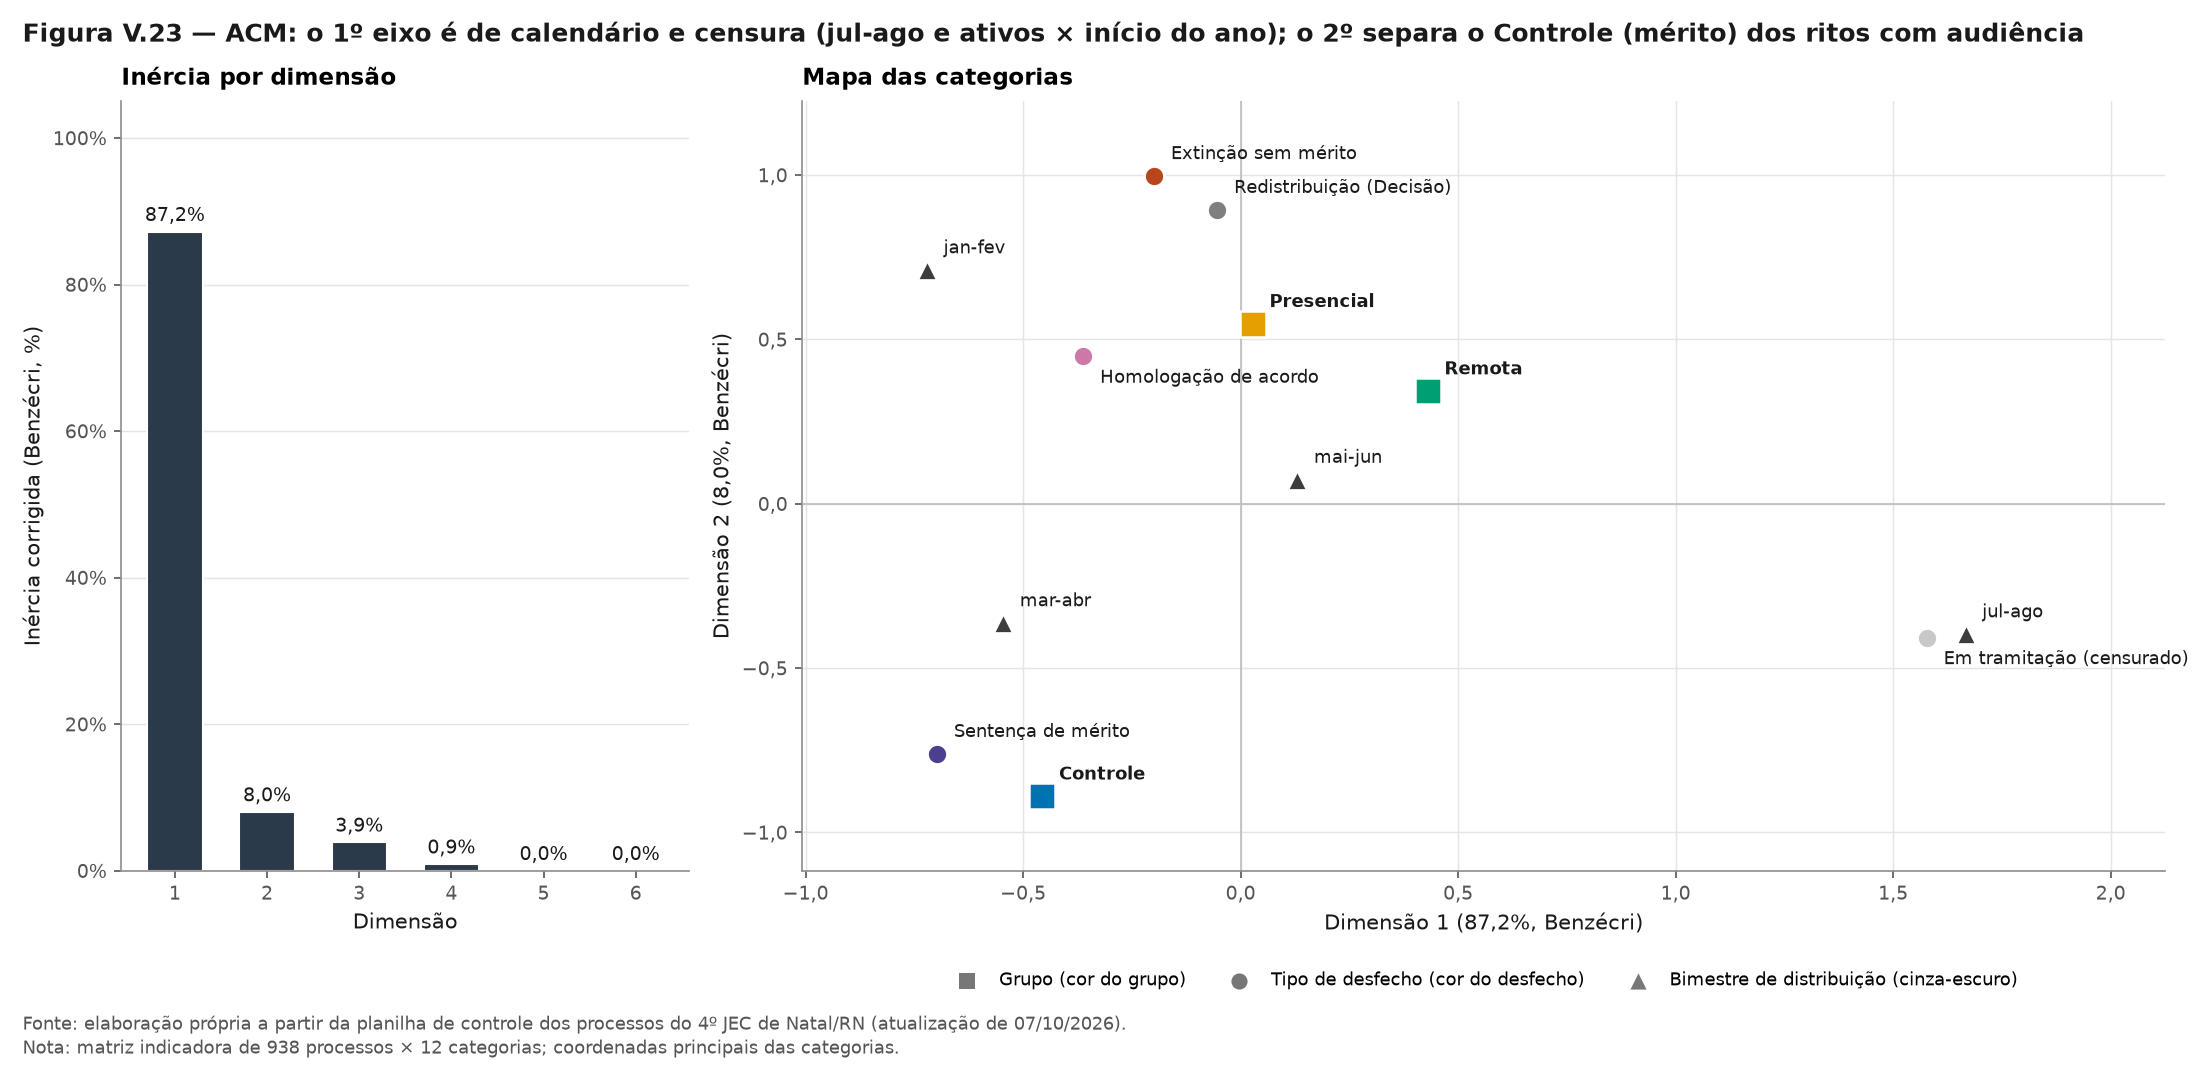 Figura V.23 — ACM: o 1º eixo é de calendário e censura (jul-ago e ativos × início do ano); o 2º separa o Controle (mérito) dos ritos com audiência
Inércia por dimensão
Inércia corrigida (Benzécri, %)
100%
80%
60%
40%
20%
0%
87,2%
8,0%
3,9%
0,9%
0,0%
0,0%
1
2
3
4
5
6
Dimensão
Mapa das categorias
Dimensão 2 (8,0%, Benzécri)
1,0
0,5
0,0
−0,5
−1,0
Extinção sem mérito
Redistribuição (Decisão)
jan-fev
Presencial
Homologação de acordo
Remota
mai-jun
mar-abr
jul-ago
Em tramitação (censurado)
Sentença de mérito
Controle
−1,0
−0,5
0,0
0,5
1,0
1,5
2,0
Dimensão 1 (87,2%, Benzécri)
Grupo (cor do grupo)
Tipo de desfecho (cor do desfecho)
Bimestre de distribuição (cinza-escuro)
Fonte: elaboração própria a partir da planilha de controle dos processos do 4º JEC de Natal/RN (atualização de 07/10/2026).
Nota: matriz indicadora de 938 processos × 12 categorias; coordenadas principais das categorias.